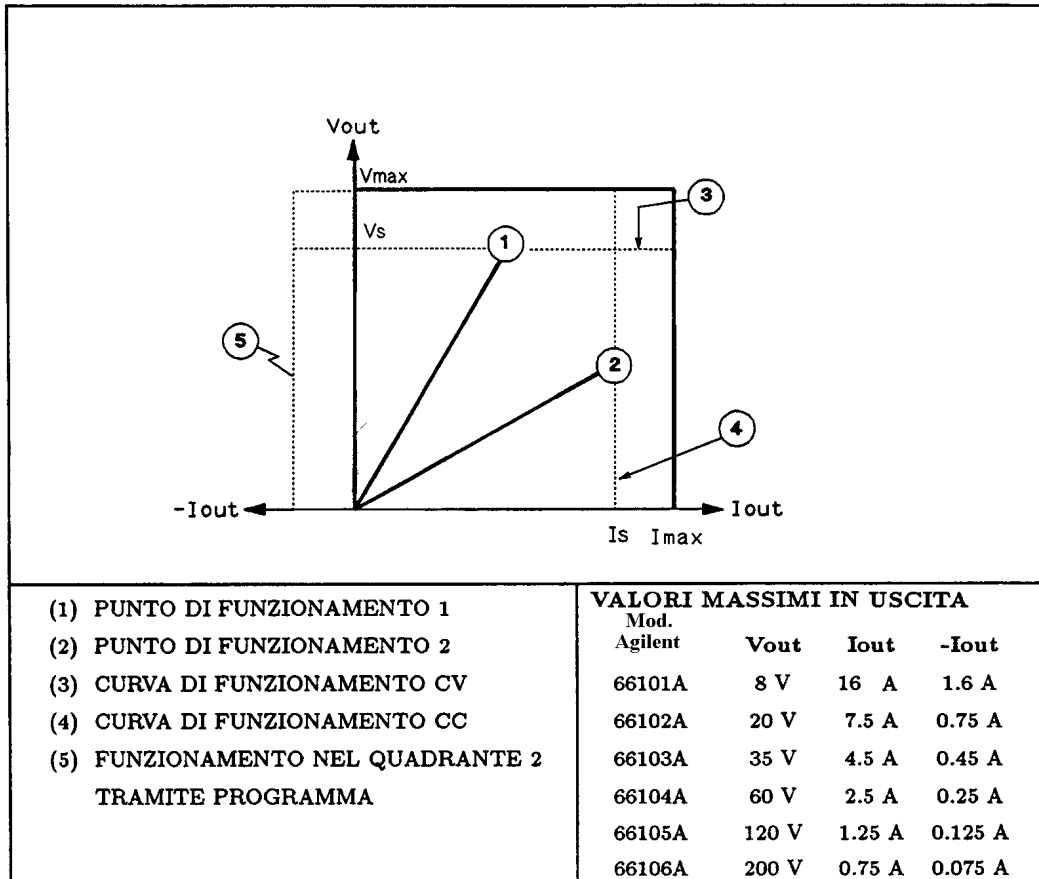 Vout
Vmax
3
Vs
1
5
2
4
-Iout
Iout
Is Imax
(1) PUNTO DI FUNZIONAMENTO 1
(2) PUNTO DI FUNZIONAMENTO 2
(3) CURVA DI FUNZIONAMENTO CV
(4) CURVA DI FUNZIONAMENTO CC
(5) FUNZIONAMENTO NEL QUADRANTE 2
TRAMITE PROGRAMMA
VALORI MASSIMI IN USCITA
Mod.
Agilent Vout Iout -Iout
66101A 8 V 16 A 1.6 A
66102A 20 V 7.5 A 0.75 A
66103A 35 V 4.5 A 0.45 A
66104A 60 V 2.5 A 0.25 A
66105A 120 V 1.25 A 0.125 A
66106A 200 V 0.75 A 0.075 A